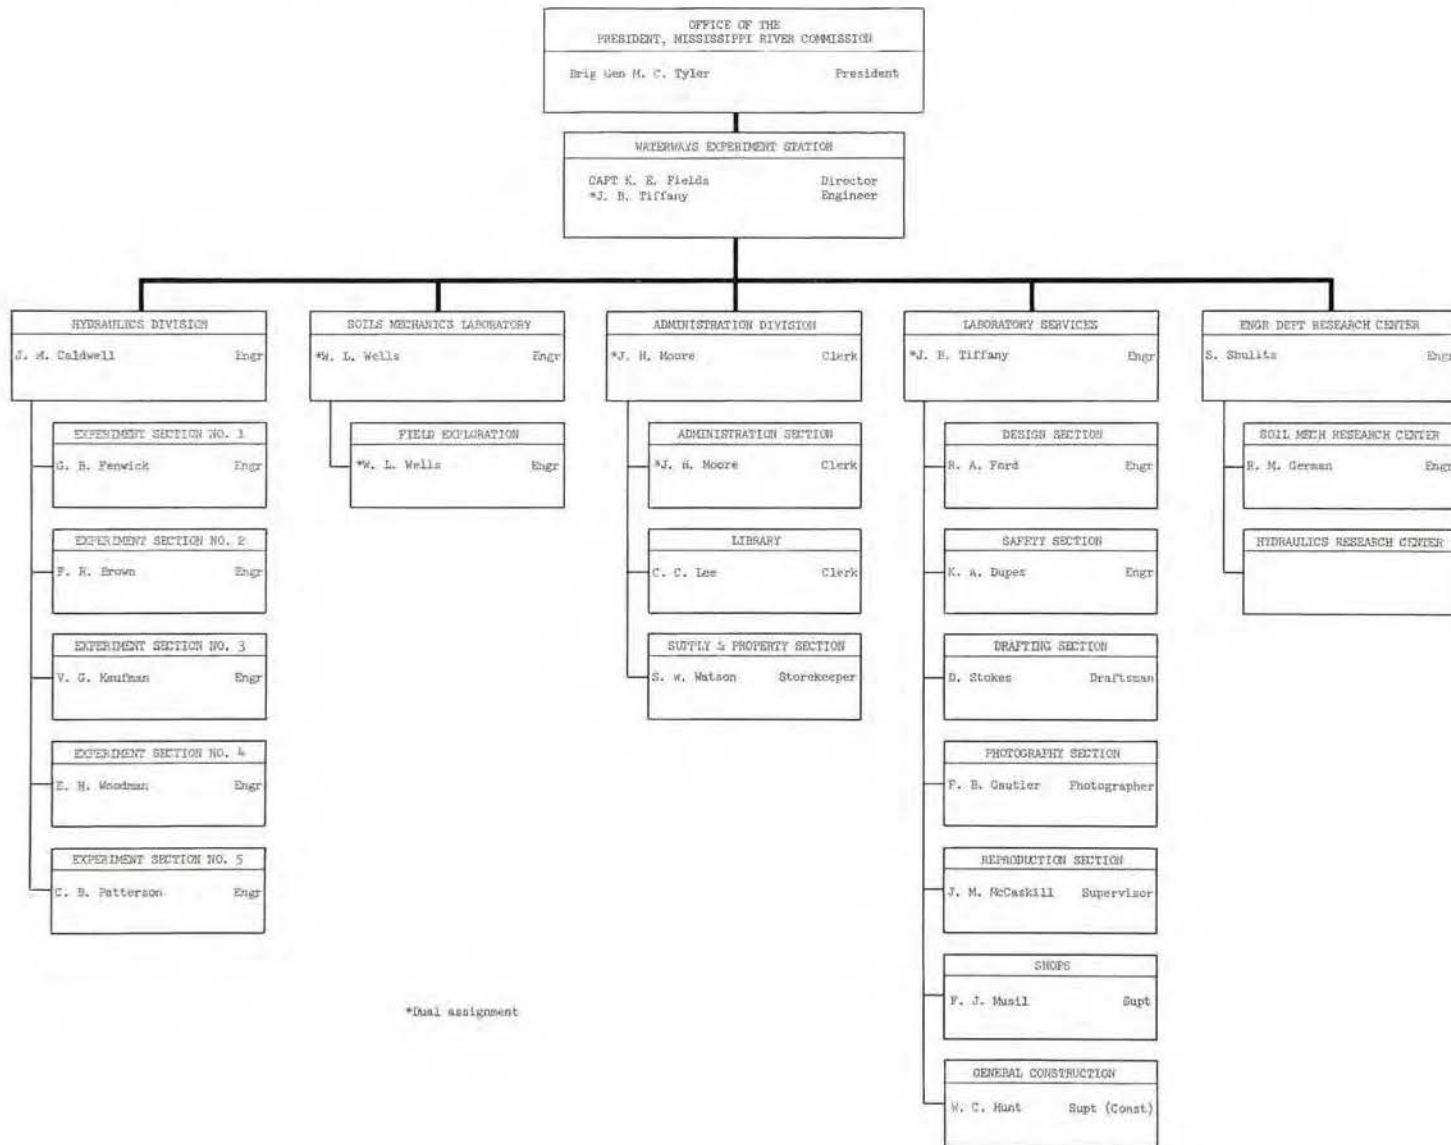 OFFICE OF THE
PRESIDENT, MISSISSIPPI RIVER COMMISSION
Brig Gen M. C. Tyler President
WATERWAYS EXPERIMENT STATION
CAPT K. E. Fields Director
*J. B. Tiffany Engineer
HYDRAULICS DIVISION
J. M. Caldwell Engr
EXPERIMENT SECTION NO. 1
G. B. Fenwick Engr
EXPERIMENT SECTION NO. 2
F. R. Brown Engr
EXPERIMENT SECTION NO. 3
V. G. Kaufman Engr
EXPERIMENT SECTION NO. 4
E. H. Woodman Engr
EXPERIMENT SECTION NO. 5
C. B. Patterson Engr
SOILS MECHANICS LABORATORY
*W. L. Wells Engr
FIELD EXPLORATION
*W. L. Wells Engr
ADMINISTRATION DIVISION
*J. H. Moore Clerk
ADMINISTRATION SECTION
*J. H. Moore Clerk
LIBRARY
C. C. Lee Clerk
SUPPLY & PROPERTY SECTION
S. W. Watson Storekeeper
LABORATORY SERVICES
*J. B. Tiffany Engr
DESIGN SECTION
R. A. Ford Engr
SAFETY SECTION
K. A. Dupes Engr
DRAFTING SECTION
D. Stokes Draftsman
PHOTOGRAPHY SECTION
F. B. Gautier Photographer
REPRODUCTION SECTION
J. M. McCaskill Supervisor
SHOPS
F. J. Musil Supt
GENERAL CONSTRUCTION
W. C. Hunt Supt (Const)
ENGR DEPT RESEARCH CENTER
S. Shulits Engr
SOIL MECH RESEARCH CENTER
R. M. German Engr
HYDRAULICS RESEARCH CENTER
*Dual assignment